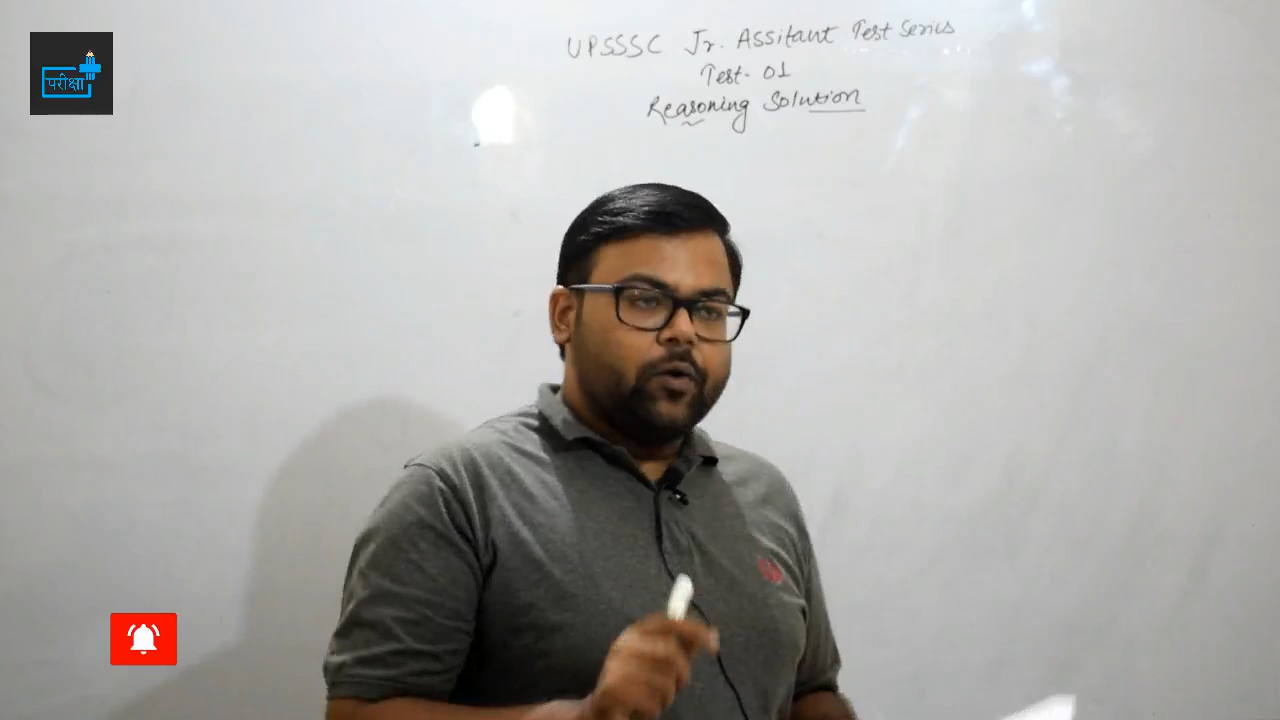 परीक्षा
UPSSSC Jr. Assitant Test Series
Test- 01
Reasoning Solution